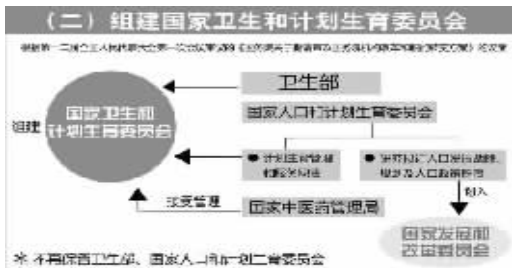 （二）组建国家卫生和计划生育委员会
卫生部
国家人口和计划生育委员会
组建
国家卫生和
计划生育委员会
● 计划生育管理
和服务职责
● 研究拟订人口发展战略、
规划及人口政策职责
划入
接受管理
国家中医药管理局
国家发展和
改革委员会
※ 不再保留卫生部、国家人口和计划生育委员会